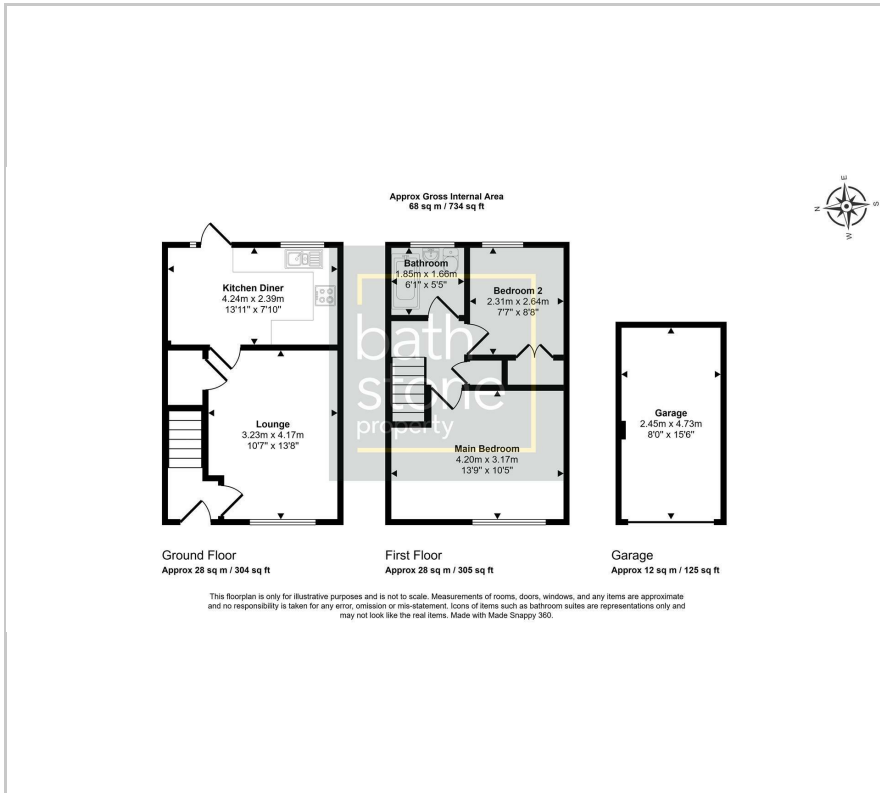 Approx Gross Internal Area
68 sq m / 734 sq ft
E
N
S
W
Kitchen Diner
4.24m x 2.39m
13'11" x 7'10"
Bathroom
1.85m x 1.66m
6'1" x 5'5"
Bedroom 2
2.31m x 2.64m
7'7" x 8'8"
bath
stone
property
Lounge
3.23m x 4.17m
10'7" x 13'8"
Main Bedroom
4.20m x 3.17m
13'9" x 10'5"
Garage
2.45m x 4.73m
8'0" x 15'6"
Ground Floor
Approx 28 sq m / 304 sq ft
First Floor
Approx 28 sq m / 305 sq ft
Garage
Approx 12 sq m / 125 sq ft
This floorplan is only for illustrative purposes and is not to scale. Measurements of rooms, doors, windows, and any items are approximate
and no responsibility is taken for any error, omission or mis-statement. Icons of items such as bathroom suites are representations only and
may not look like the real items. Made with Made Snappy 360.